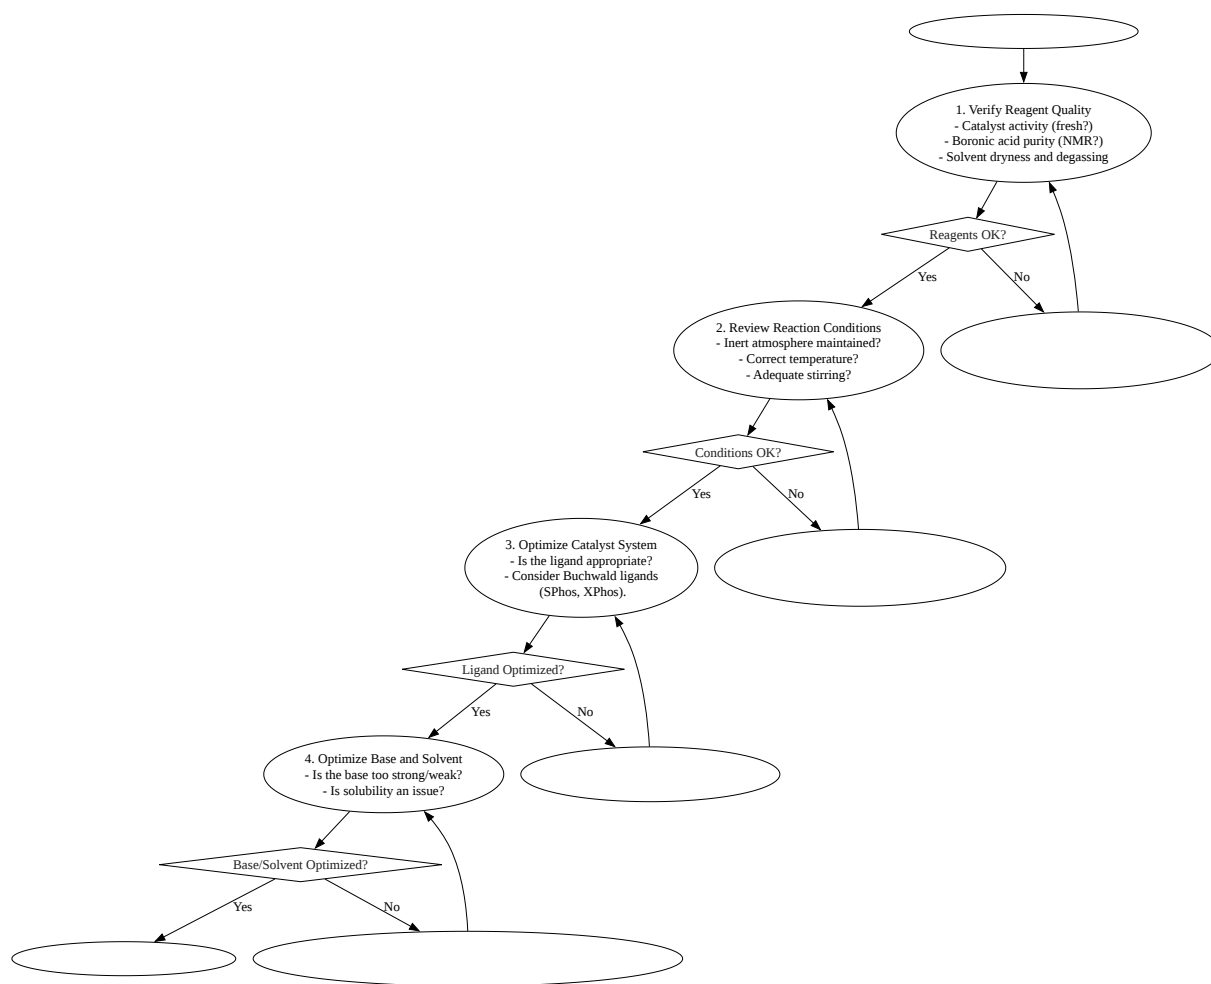 1. Verify Reagent Quality
- Catalyst activity (fresh?)
- Boronic acid purity (NMR?)
- Solvent dryness and degassing
Reagents OK?
Yes
No
2. Review Reaction Conditions
- Inert atmosphere maintained?
- Correct temperature?
- Adequate stirring?
Conditions OK?
Yes
No
3. Optimize Catalyst System
- Is the ligand appropriate?
- Consider Buchwald ligands
(SPhos, XPhos).
Ligand Optimized?
Yes
No
4. Optimize Base and Solvent
- Is the base too strong/weak?
- Is solubility an issue?
Base/Solvent Optimized?
Yes
No